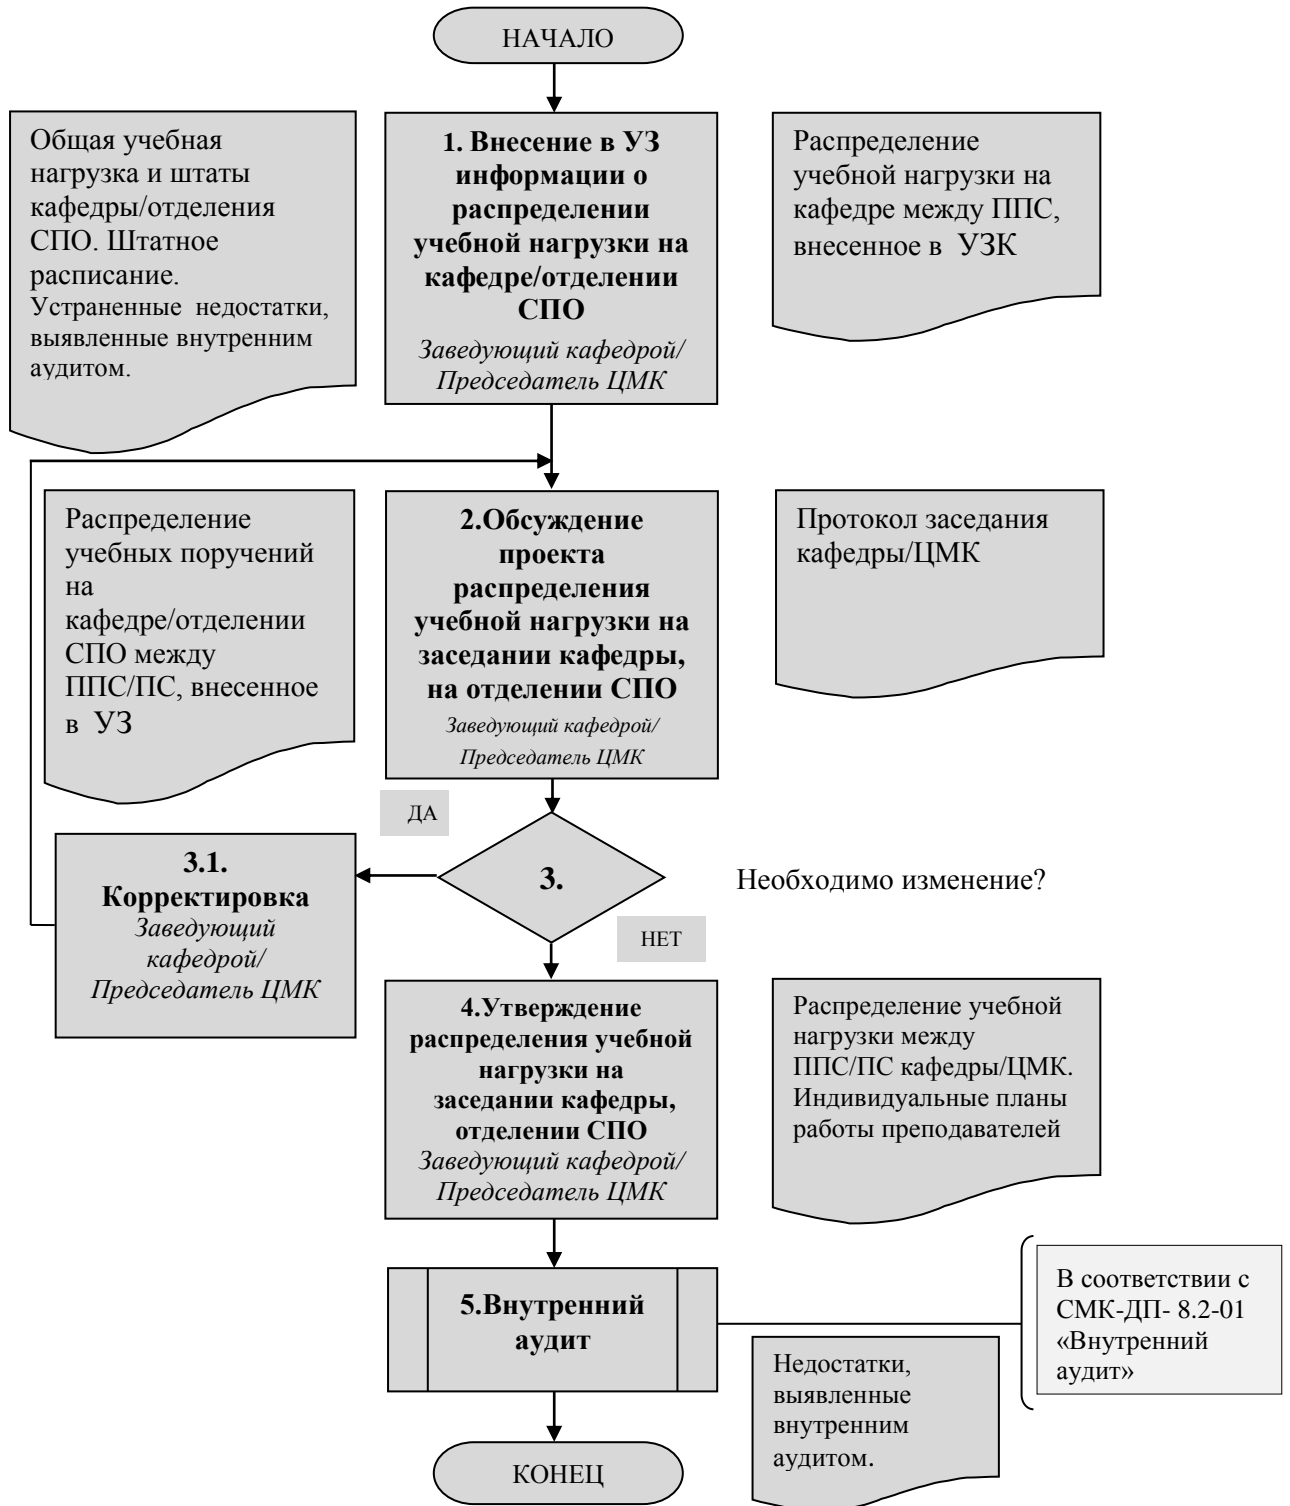 НАЧАЛО
Общая учебная
нагрузка и штаты
кафедры/отделения
СПО. Штатное
расписание.
Устраненные недостатки,
выявленные внутренним
аудитом.
1. Внесение в УЗ
информации о
распределении
учебной нагрузки на
кафедре/отделении
СПО
Заведующий кафедрой/
Председатель ЦМК
Распределение
учебной нагрузки на
кафедре между ППС,
внесенное в УЗК
Распределение
учебных поручений
на
кафедре/отделении
СПО между
ППС/ПС, внесенное
в УЗ
2.Обсуждение
проекта
распределения
учебной нагрузки на
заседании кафедры,
на отделении СПО
Заведующий кафедрой/
Председатель ЦМК
Протокол заседания
кафедры/ЦМК
ДА
3.1.
Корректировка
Заведующий
кафедрой/
Председатель ЦМК
3.
Необходимо изменение?
НЕТ
4.Утверждение
распределения учебной
нагрузки на
заседании кафедры,
отделении СПО
Заведующий кафедрой/
Председатель ЦМК
Распределение учебной
нагрузки между
ППС/ПС кафедры/ЦМК.
Индивидуальные планы
работы преподавателей
5.Внутренний
аудит
В соответствии с
СМК-ДП- 8.2-01
«Внутренний
аудит»
Недостатки,
выявленные
внутренним
аудитом.
КОНЕЦ